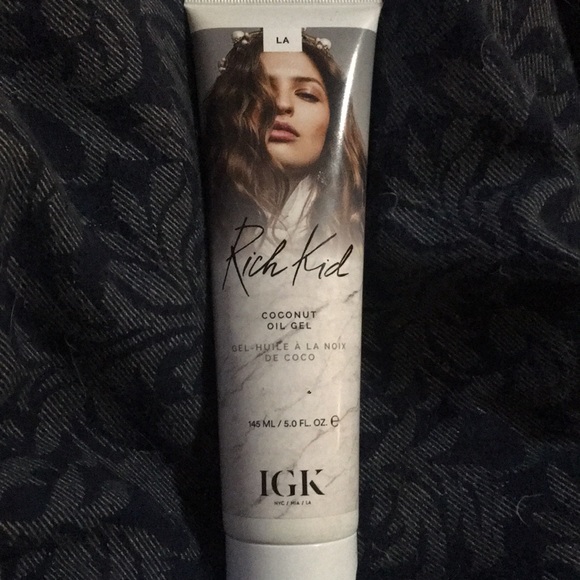 LA
Rich Kid
COCONUT
OIL GEL
GEL-HUILE À LA NOIX
DE COCO
145 ML / 5.0 FL. OZ. ℮
IGK
NYC / MIA / LA